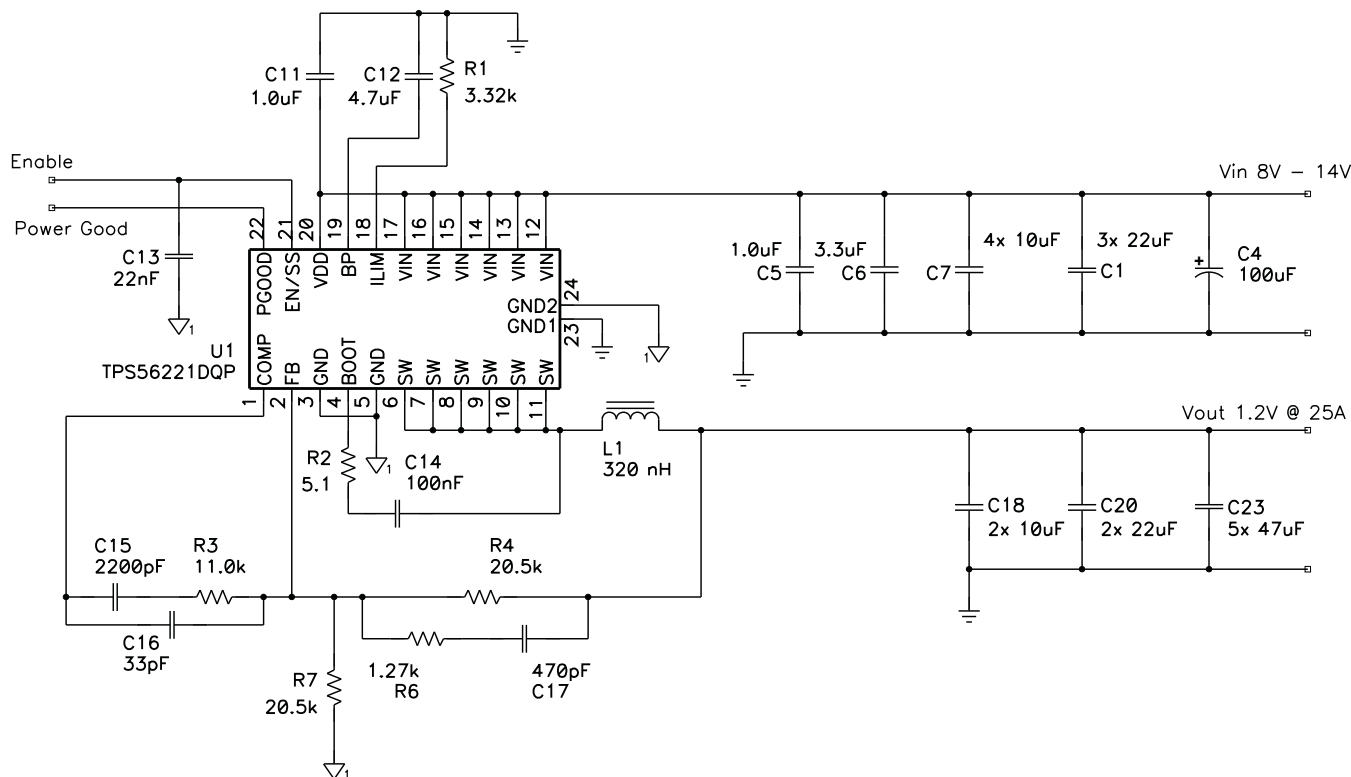 C11
1.0uF
C12
4.7uF
R1
3.32k
Enable
Power Good
C13
22nF
1
Vin 8V - 14V
22
21
20
19
18
17
16
15
14
13
12
PGOOD
EN/SS
VDD
BP
ILIM
VIN
VIN
VIN
VIN
VIN
VIN
GND2
24
GND1
23
1
1.0uF
C5
3.3uF
C6
C7
4x 10uF
3x 22uF
C1
+
C4
100uF
U1
TPS56221DQP
COMP
FB
GND
BOOT
GND
SW
SW
SW
SW
SW
SW
1
2
3
4
5
6
7
8
9
10
11
R2
5.1
1
C14
100nF
L1
320 nH
Vout 1.2V @ 25A
C18
2x 10uF
C20
2x 22uF
C23
5x 47uF
C15
2200pF
R3
11.0k
C16
33pF
R4
20.5k
1.27k
R6
470pF
C17
R7
20.5k
1